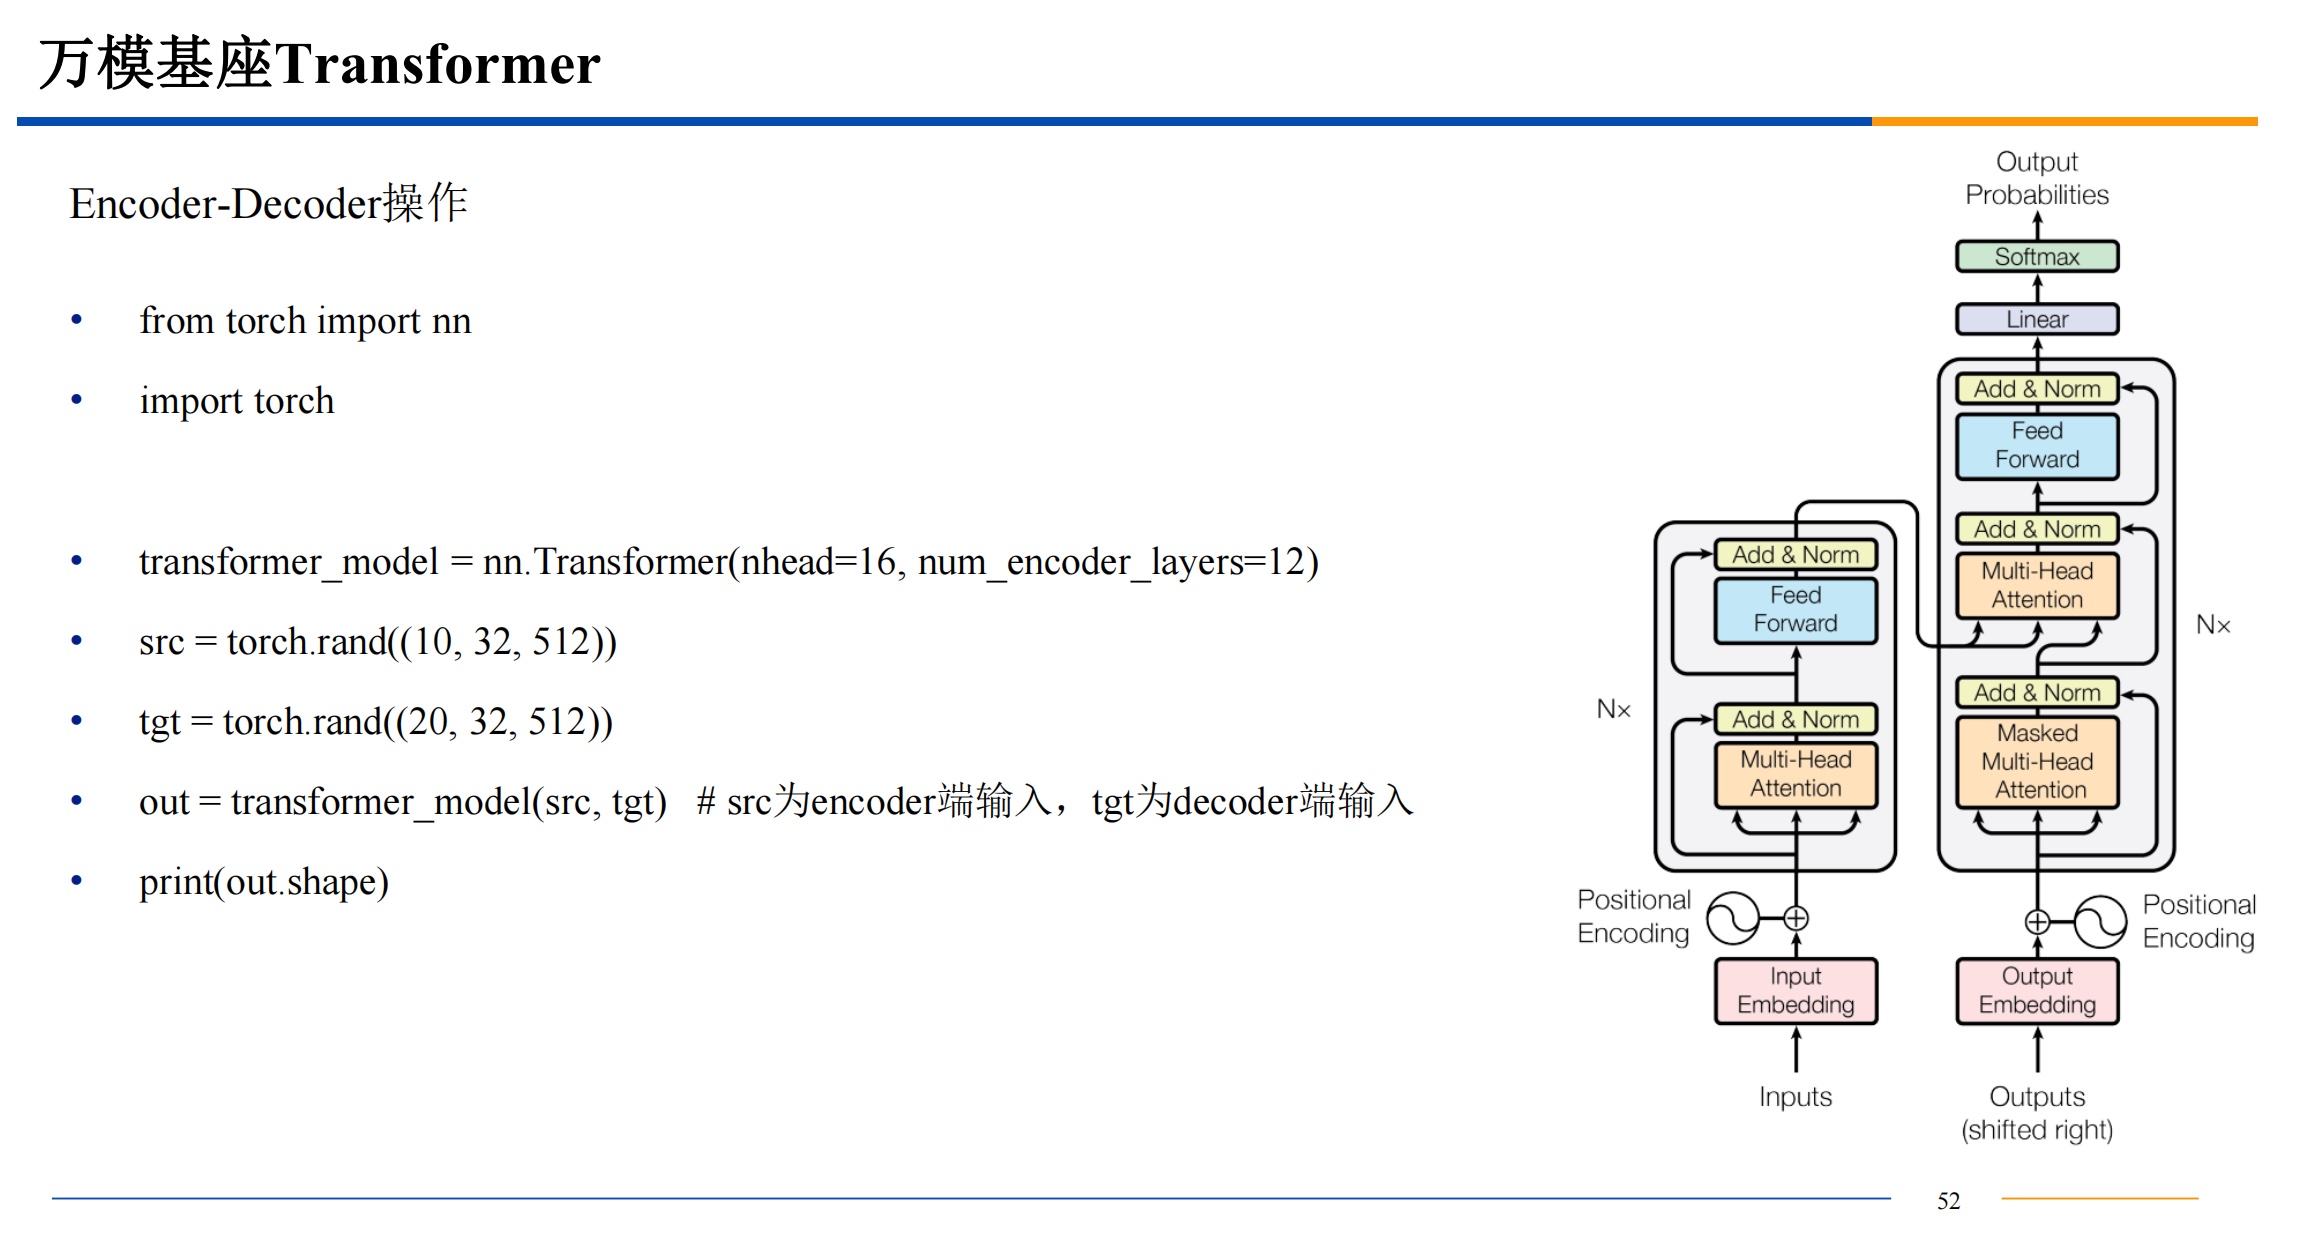 万模基座Transformer
Encoder-Decoder操作
• from torch import nn
• import torch
• transformer_model = nn.Transformer(nhead=16, num_encoder_layers=12)
• src = torch.rand((10, 32, 512))
• tgt = torch.rand((20, 32, 512))
• out = transformer_model(src, tgt)   # src为encoder端输入，tgt为decoder端输入
• print(out.shape)
Output
Probabilities
Softmax
Linear
Add & Norm
Feed
Forward
Add & Norm
Multi-Head
Attention
N×
Add & Norm
Masked
Multi-Head
Attention
Add & Norm
Feed
Forward
N×
Add & Norm
Multi-Head
Attention
Positional
Encoding
Positional
Encoding
Input
Embedding
Output
Embedding
Inputs
Outputs
(shifted right)
52